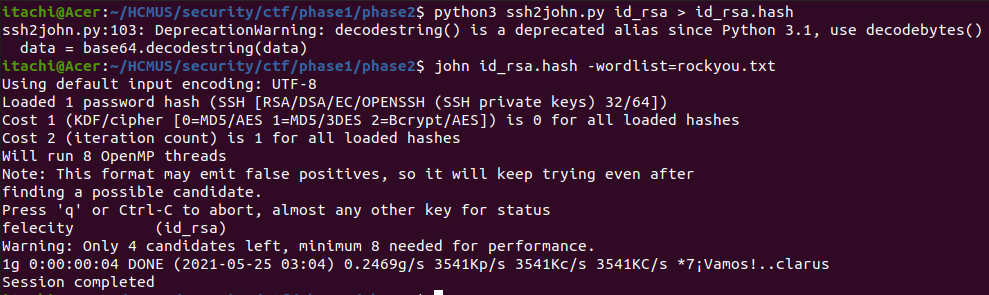 itachi@Acer:~/HCMUS/security/ctf/phase1/phase2$ python3 ssh2john.py id_rsa > id_rsa.hash
ssh2john.py:103: DeprecationWarning: decodestring() is a deprecated alias since Python 3.1, use decodebytes()
  data = base64.decodestring(data)
itachi@Acer:~/HCMUS/security/ctf/phase1/phase2$ john id_rsa.hash -wordlist=rockyou.txt
Using default input encoding: UTF-8
Loaded 1 password hash (SSH [RSA/DSA/EC/OPENSSH (SSH private keys) 32/64])
Cost 1 (KDF/cipher [0=MD5/AES 1=MD5/3DES 2=Bcrypt/AES]) is 0 for all loaded hashes
Cost 2 (iteration count) is 1 for all loaded hashes
Will run 8 OpenMP threads
Note: This format may emit false positives, so it will keep trying even after
finding a possible candidate.
Press 'q' or Ctrl-C to abort, almost any other key for status
felecity         (id_rsa)
Warning: Only 4 candidates left, minimum 8 needed for performance.
1g 0:00:00:04 DONE (2021-05-25 03:04) 0.2469g/s 3541Kp/s 3541Kc/s 3541KC/s *7¡Vamos!..clarus
Session completed